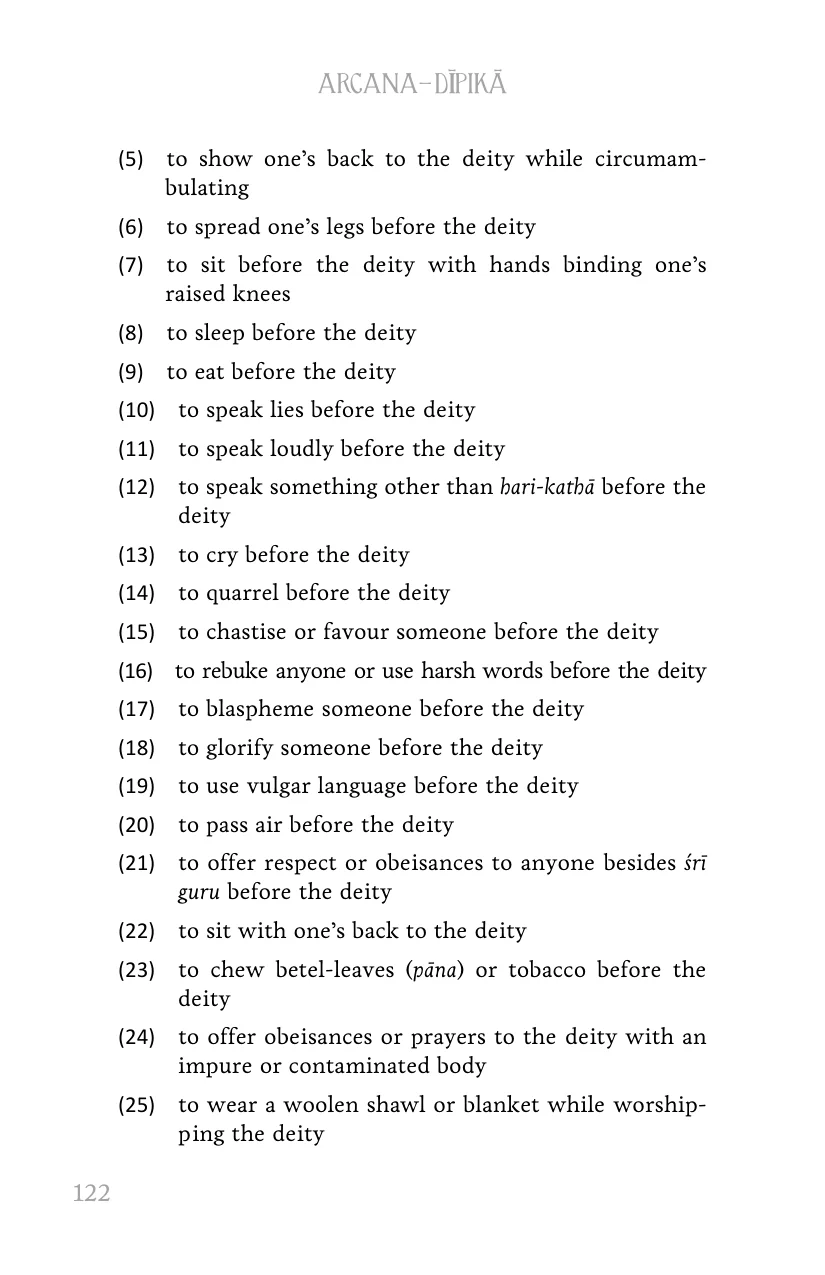 ARCANA–DĪPIKĀ
(5) to show one’s back to the deity while circumam-
bulating
(6) to spread one’s legs before the deity
(7) to sit before the deity with hands binding one’s
raised knees
(8) to sleep before the deity
(9) to eat before the deity
(10) to speak lies before the deity
(11) to speak loudly before the deity
(12) to speak something other than hari-kathā before the
deity
(13) to cry before the deity
(14) to quarrel before the deity
(15) to chastise or favour someone before the deity
(16) to rebuke anyone or use harsh words before the deity
(17) to blaspheme someone before the deity
(18) to glorify someone before the deity
(19) to use vulgar language before the deity
(20) to pass air before the deity
(21) to offer respect or obeisances to anyone besides śrī
guru before the deity
(22) to sit with one’s back to the deity
(23) to chew betel-leaves (pāna) or tobacco before the
deity
(24) to offer obeisances or prayers to the deity with an
impure or contaminated body
(25) to wear a woolen shawl or blanket while worship-
ping the deity
122